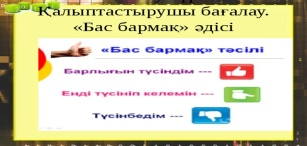 Қалыптастырушы бағалау.
«Бас бармақ» әдісі
«Бас бармақ» тәсілі
Барлығын түсіндім ---
Енді түсініп келемін ---
Түсінбедім ---